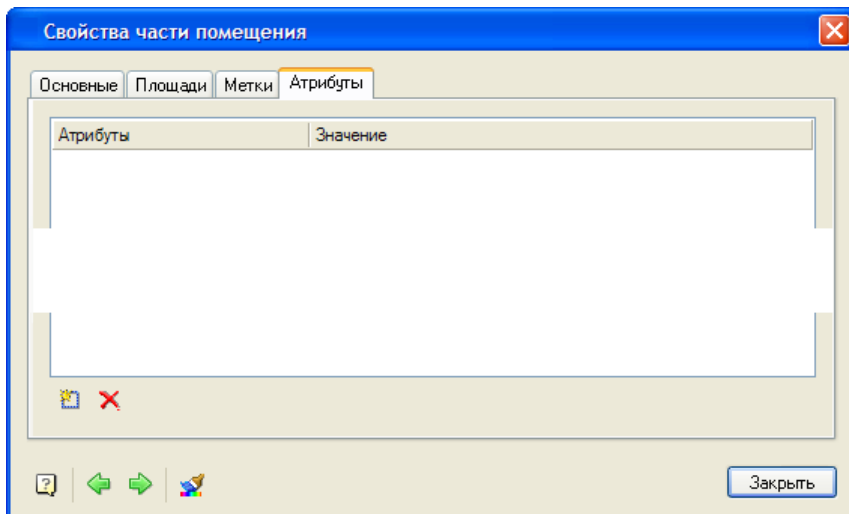 Свойства части помещения
Основные Площади Метки Атрибуты
Атрибуты Значение
Закрыть